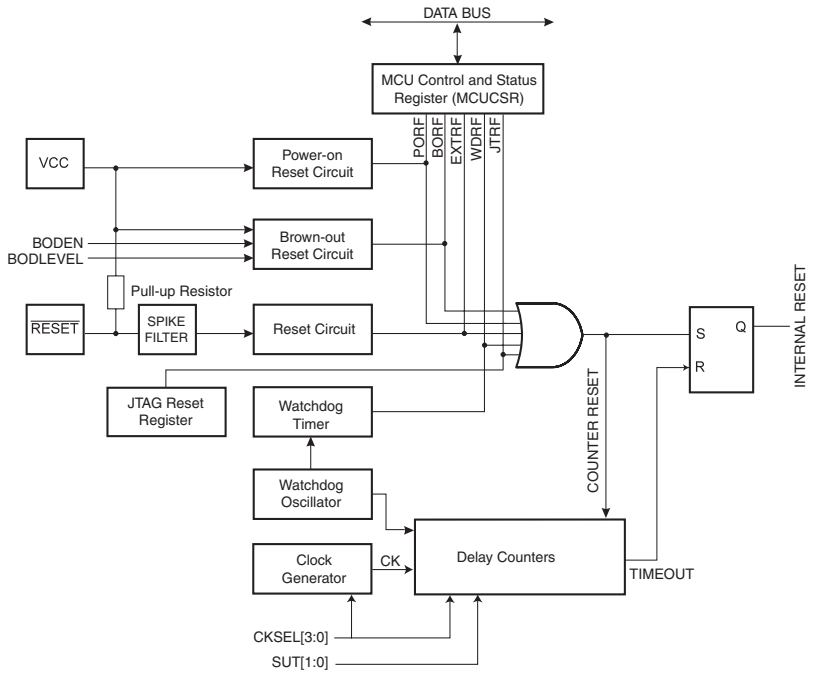 DATA BUS
MCU Control and Status
Register (MCUCSR)
PORF
BORF
EXTRF
WDRF
JTRF
VCC
Power-on
Reset Circuit
BODEN
BODLEVEL
Brown-out
Reset Circuit
Pull-up Resistor
RESET
SPIKE
FILTER
Reset Circuit
JTAG Reset
Register
Watchdog
Timer
Watchdog
Oscillator
Clock
Generator
CK
CKSEL[3:0]
SUT[1:0]
Delay Counters
COUNTER RESET
TIMEOUT
S
R
Q
INTERNAL RESET